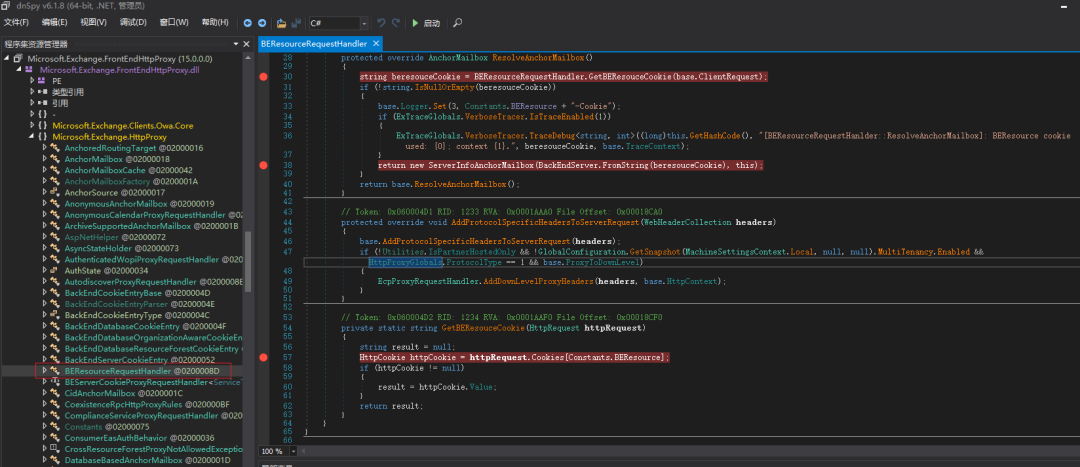 dnSpy v6.1.8 (64-bit, .NET, 管理员)
文件(F) 编辑(E) 视图(V) 调试(D) 窗口(W) 帮助(H) C# 启动
程序集资源管理器
Microsoft.Exchange.FrontEndHttpProxy (15.0.0.0)
Microsoft.Exchange.FrontEndHttpProxy.dll
PE
类型引用
引用
{ } -
{ } Microsoft.Exchange.Clients.Owa.Core
{ } Microsoft.Exchange.HttpProxy
AnchoredRoutingTarget @02000016
AnchorMailbox @02000018
AnchorMailboxCache @02000042
AnchorMailboxFactory @0200001A
AnchorSource @02000017
AnonymousAnchorMailbox @02000019
AnonymousCalendarProxyRequestHandler @
ArchiveSupportedAnchorMailbox @0200001B
AspNetHelper @02000072
AsyncStateHolder @02000073
AuthenticatedWopiProxyRequestHandler @
AuthState @02000034
AutodiscoverProxyRequestHandler @0200008
BackEndCookieEntryBase @0200004D
BackEndCookieEntryParser @0200004E
BackEndCookieEntryType @0200004C
BackEndDatabaseCookieEntry @0200004F
BackEndDatabaseOrganizationAwareCookieEn
BackEndDatabaseResourceForestCookieEntry
BackEndServerCookieEntry @02000052
BEResourceRequestHandler @0200008D
BEServerCookieProxyRequestHandler<Service
CidAnchorMailbox @0200001C
CoexistenceRpcHttpProxyRules @020000BF
ComplianceServiceProxyRequestHandler @0200
Constants @02000075
ConsumerEasAuthBehavior @02000036
CrossResourceForestProxyNotAllowedExceptio
DatabaseBasedAnchorMailbox @0200001D
BEResourceRequestHandler ×
28 protected override AnchorMailbox ResolveAnchorMailbox()
29 {
30 string beresouceCookie = BEResourceRequestHandler.GetBEResouceCookie(base.ClientRequest);
31 if (!string.IsNullOrEmpty(beresouceCookie))
32 {
33 base.Logger.Set(3, Constants.BEResource + "-Cookie");
34 if (ExTraceGlobals.VerboseTracer.IsTraceEnabled(1))
35 {
36 ExTraceGlobals.VerboseTracer.TraceDebug<string, int>((long)this.GetHashCode(), "[BEResourceRequestHanlder::ResolveAnchorMailbox]: BEResource cookie
used: {0}; context {1}.", beresouceCookie, base.TraceContext);
37 }
38 return new ServerInfoAnchorMailbox(BackEndServer.FromString(beresouceCookie), this);
39 }
40 return base.ResolveAnchorMailbox();
41 }
42
43 // Token: 0x060004D1 RID: 1233 RVA: 0x0001AAA0 File Offset: 0x00018CA0
44 protected override void AddProtocolSpecificHeadersToServerRequest(WebHeaderCollection headers)
45 {
46 base.AddProtocolSpecificHeadersToServerRequest(headers);
47 if (!Utilities.IsPartnerHostedOnly && !GlobalConfiguration.GetSnapshot(MachineSettingsContext.Local, null, null).MultiTenancy.Enabled &&
HttpProxyGlobals.ProtocolType == 1 && base.ProxyToDownLevel)
48 {
49 EcpProxyRequestHandler.AddDownLevelProxyHeaders(headers, base.HttpContext);
50 }
51 }
52
53 // Token: 0x060004D2 RID: 1234 RVA: 0x0001AAF0 File Offset: 0x00018CF0
54 private static string GetBEResouceCookie(HttpRequest httpRequest)
55 {
56 string result = null;
57 HttpCookie httpCookie = httpRequest.Cookies[Constants.BEResource];
58 if (httpCookie != null)
59 {
60 result = httpCookie.Value;
61 }
62 return result;
63 }
64 }
65 }
66
100 %